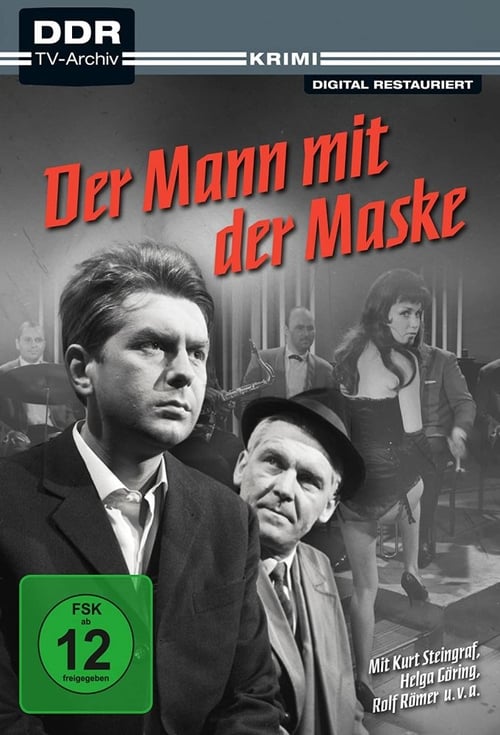 DDR
TV-Archiv
KRIMI
DIGITAL RESTAURIERT
Der Mann mit
der Maske
FSK
ab
12
freigegeben
Mit Kurt Steingraf,
Helga Göring,
Rolf Römer u.v.a.